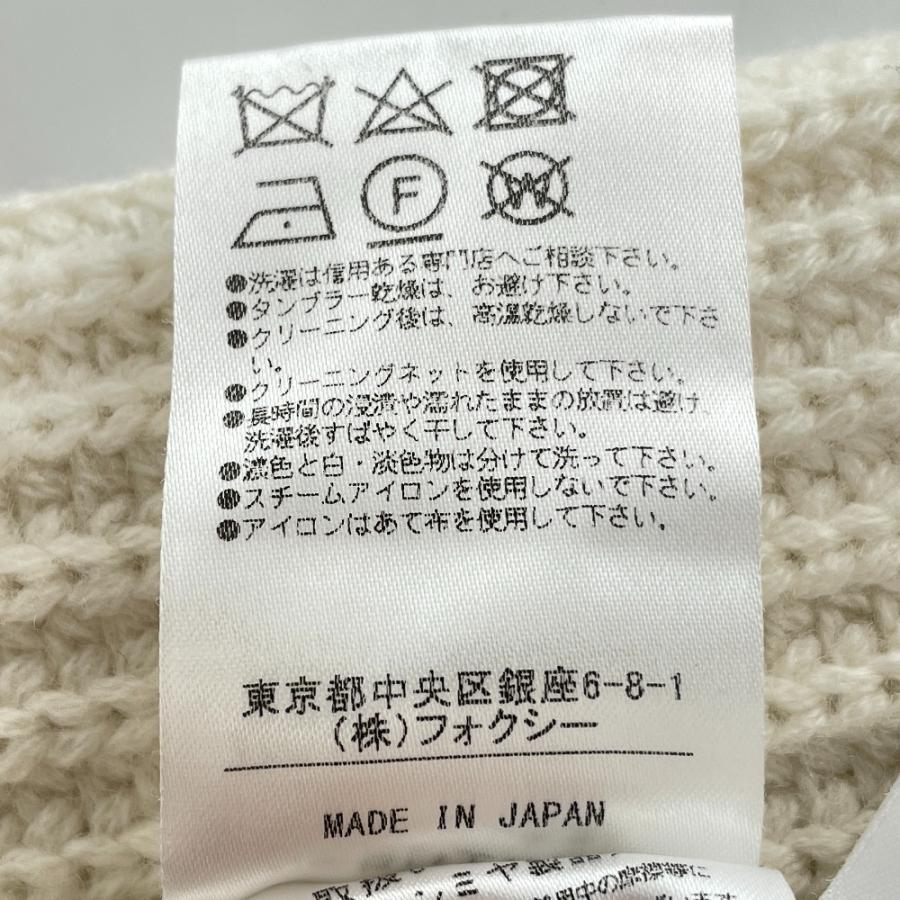 F
W
●洗濯は信用ある専門店へご相談下さい。
●タンブラー乾燥は、お避け下さい。
●クリーニング後は、高温乾燥しないで下さ
い。
●クリーニングネットを使用して下さい。
●長時間の浸漬や濡れたままの放置は避け
洗濯後すばやく干して下さい。
●濃色と白・淡色物は分けて洗って下さい。
●スチームアイロンを使用しないで下さい。
●アイロンはあて布を使用して下さい。
東京都中央区銀座6-8-1
(株)フォクシー
MADE IN JAPAN